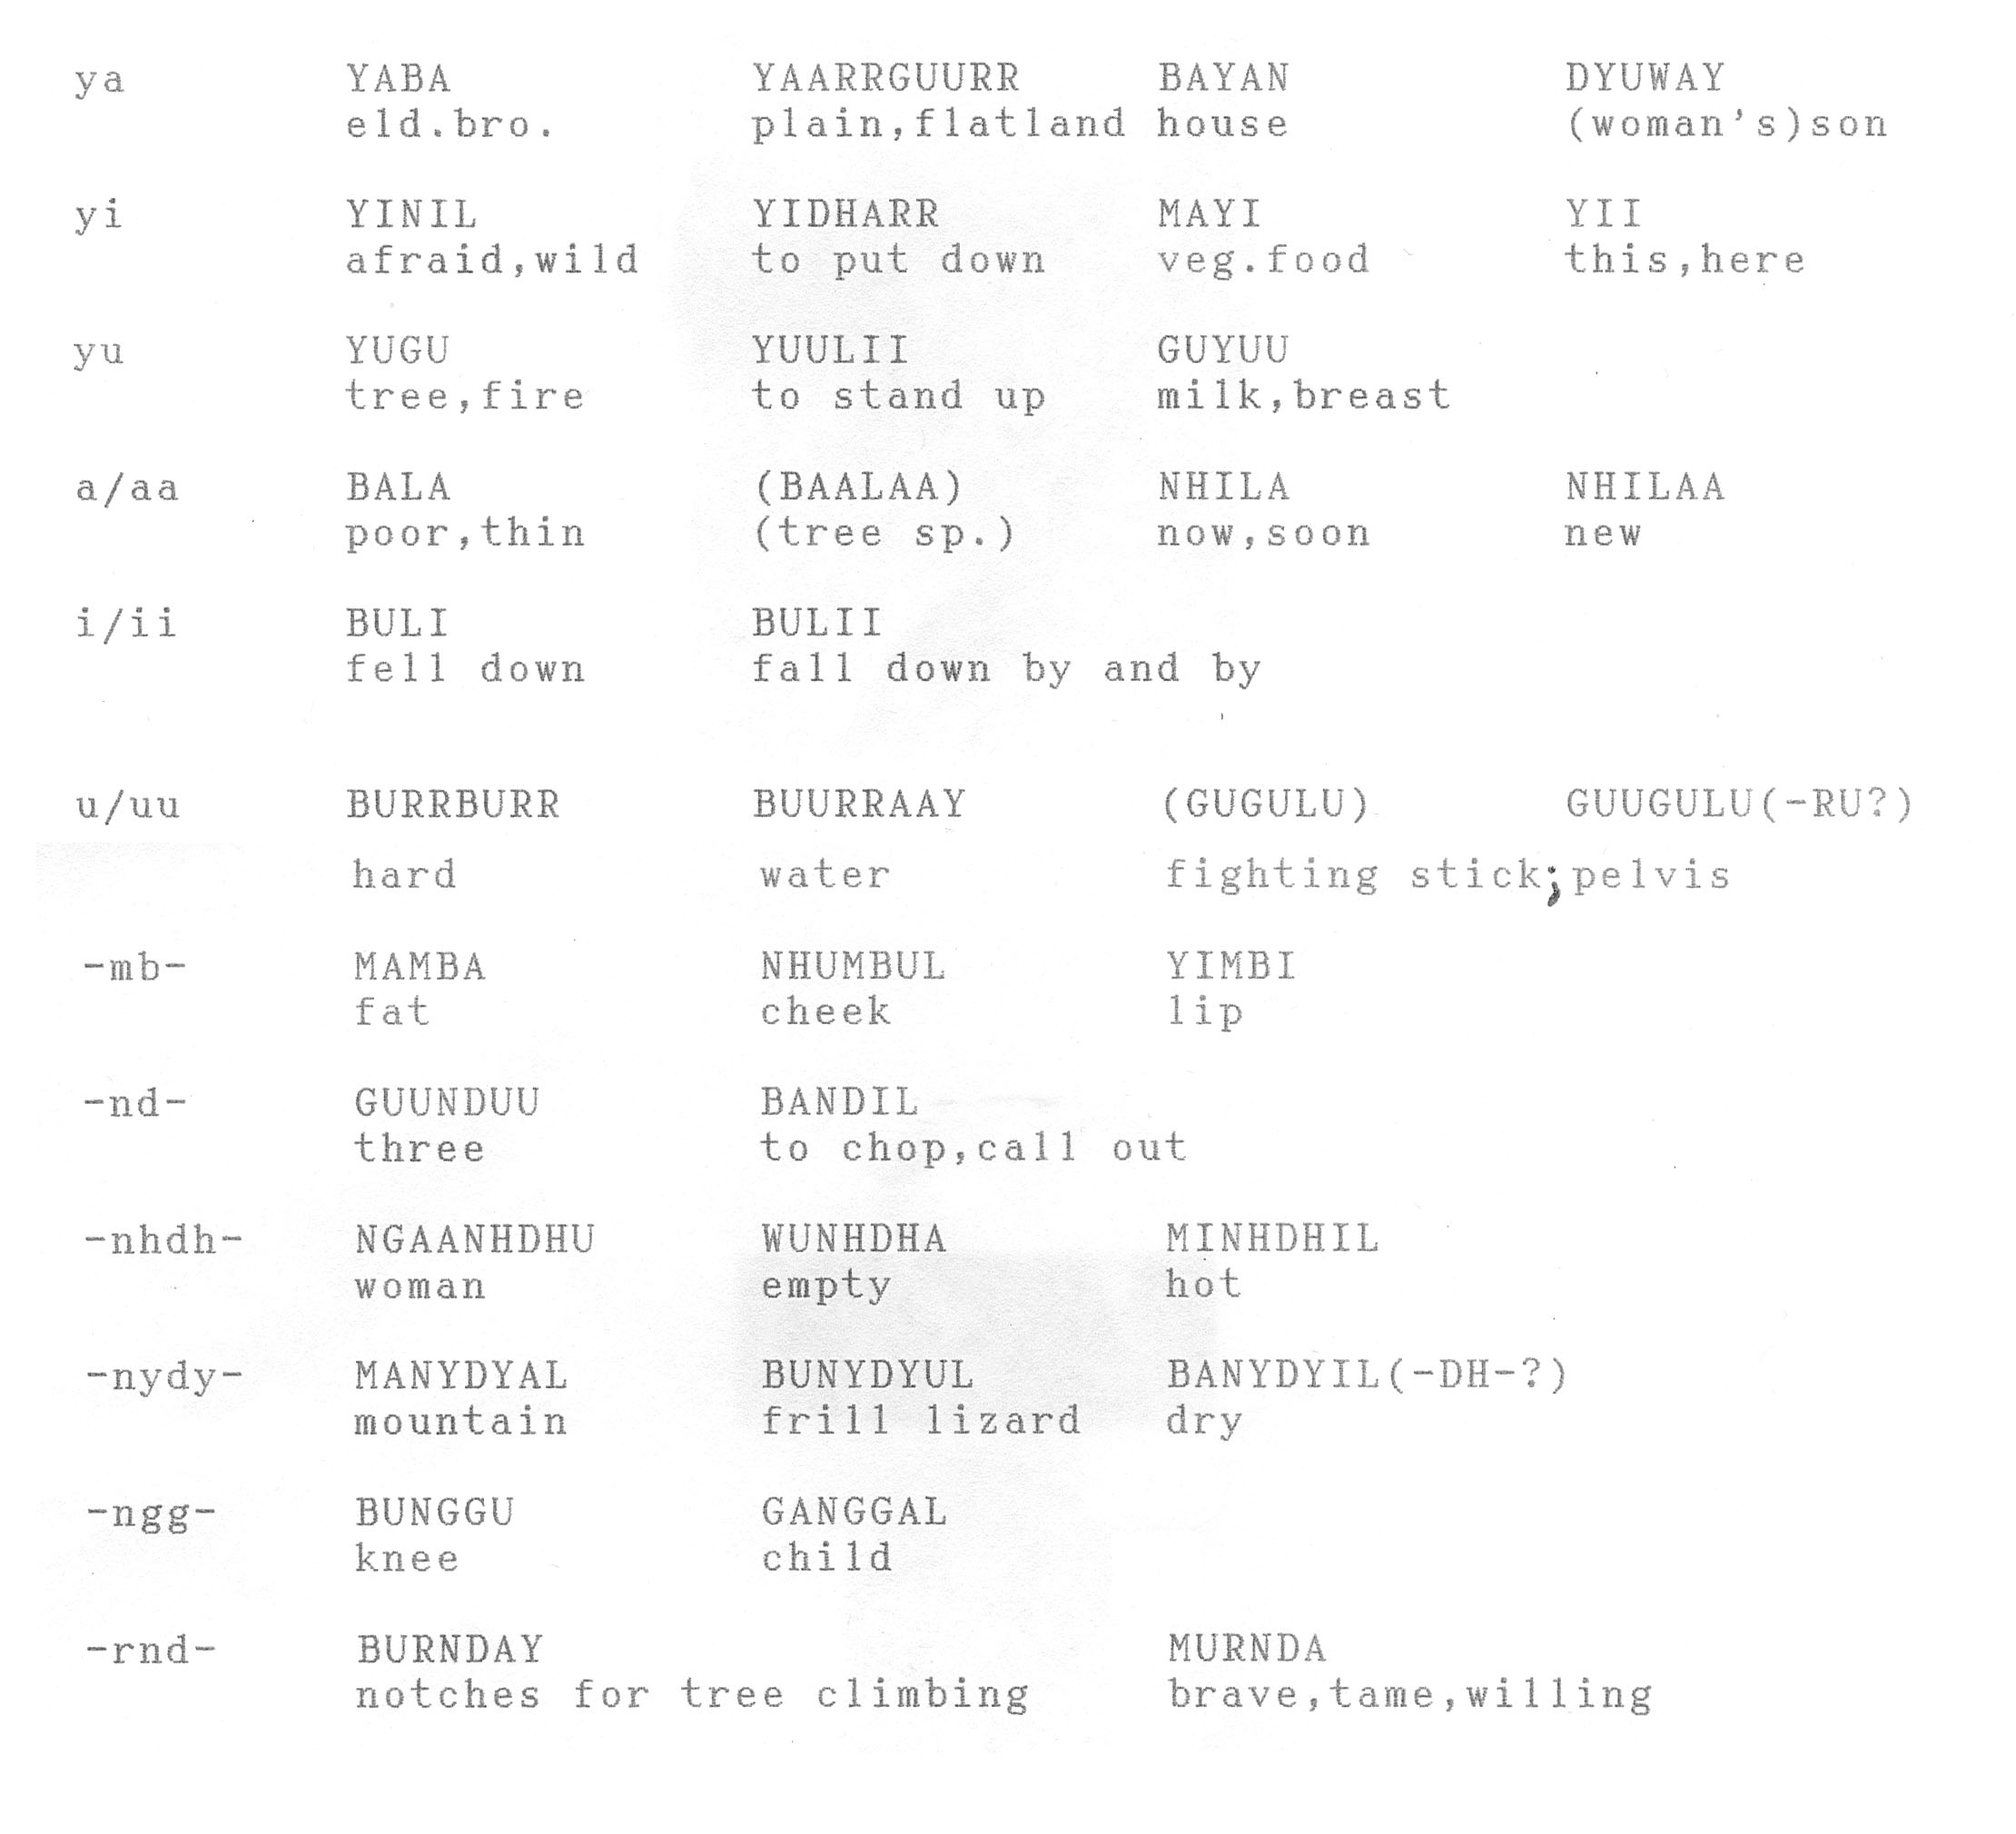 ya YABA YAARRGUURR BAYAN DYUWAY
eld.bro. plain,flatland house (woman's)son
yi YINIL YIDHARR MAYI YII
afraid,wild to put down veg.food this,here
yu YUGU YUULII GUYUU
tree,fire to stand up milk,breast
a/aa BALA (BAALAA) NHILA NHILAA
poor,thin (tree sp.) now,soon new
i/ii BULI BULII
fell down fall down by and by
u/uu BURRBURR BUURRAAY (GUGULU) GUUGULU(-RU?)
hard water fighting stick;pelvis
-mb- MAMBA NHUMBUL YIMBI
fat cheek lip
-nd- GUUNDUU BANDIL
three to chop,call out
-nhdh- NGAANHDHU WUNHDHA MINHDHIL
woman empty hot
-nydy- MANYDYAL BUNYDYUL BANYDYIL(-DH-?)
mountain frill lizard dry
-ngg- BUNGGU GANGGAL
knee child
-rnd- BURNDAY MURNDA
notches for tree climbing brave,tame,willing